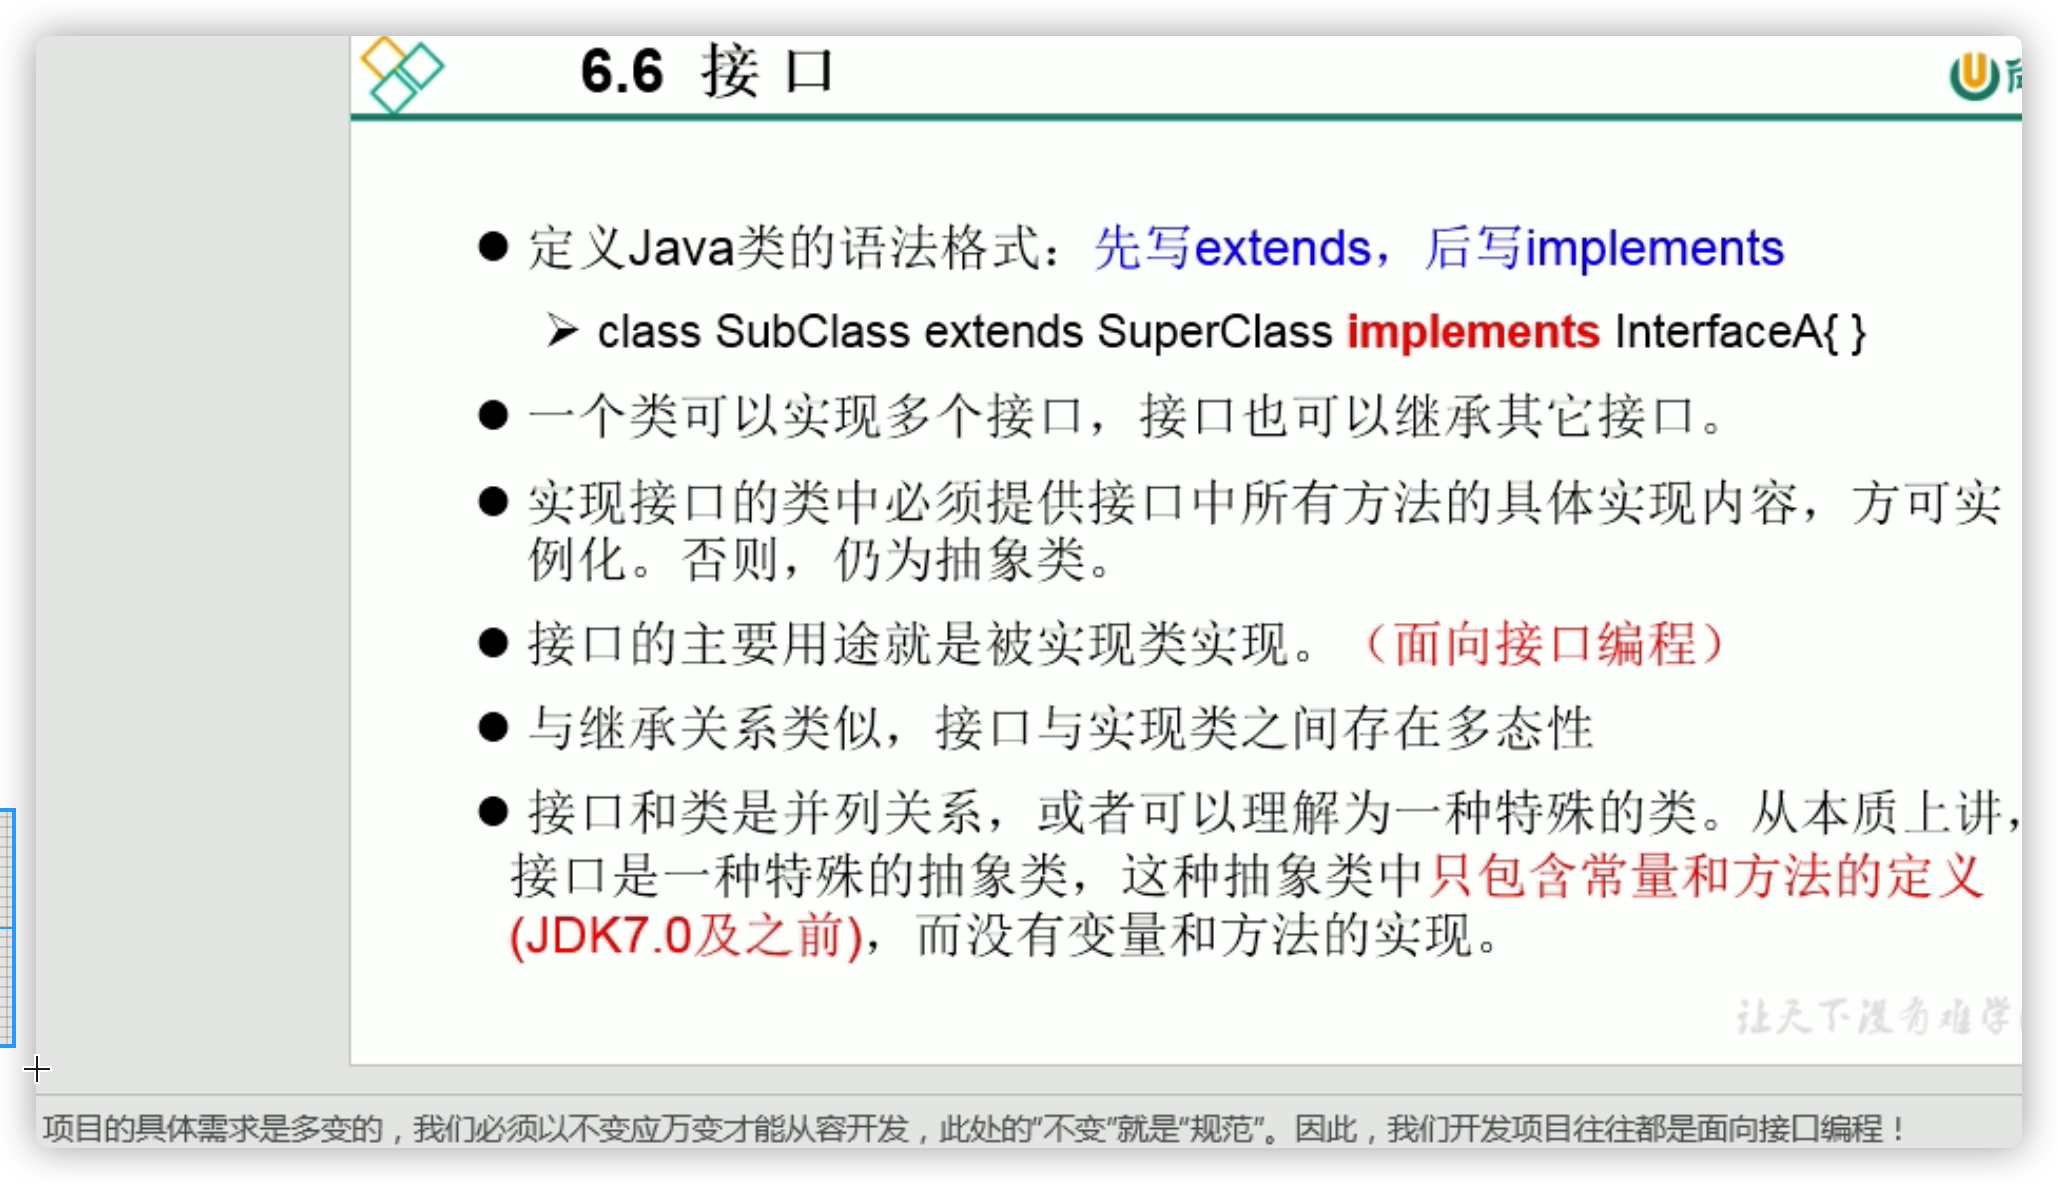 6.6 接 口
● 定义Java类的语法格式：先写extends，后写implements
➢ class SubClass extends SuperClass implements InterfaceA{ }
● 一个类可以实现多个接口，接口也可以继承其它接口。
● 实现接口的类中必须提供接口中所有方法的具体实现内容，方可实
例化。否则，仍为抽象类。
● 接口的主要用途就是被实现类实现。（面向接口编程）
● 与继承关系类似，接口与实现类之间存在多态性
● 接口和类是并列关系，或者可以理解为一种特殊的类。从本质上讲，
接口是一种特殊的抽象类，这种抽象类中只包含常量和方法的定义
(JDK7.0及之前)，而没有变量和方法的实现。
让天下没有难学
项目的具体需求是多变的，我们必须以不变应万变才能从容开发，此处的“不变”就是“规范”。因此，我们开发项目往往都是面向接口编程！